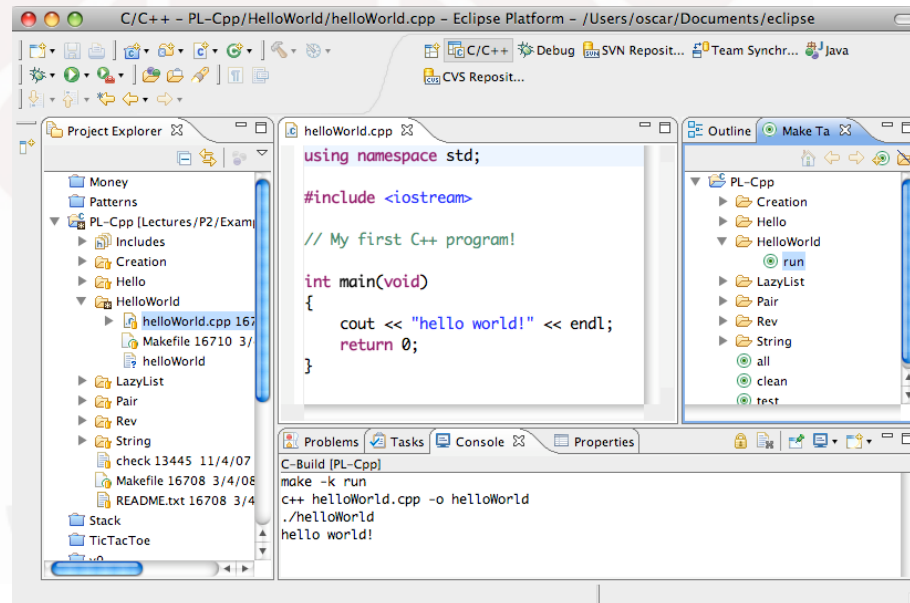 C/C++ - PL-Cpp/HelloWorld/helloWorld.cpp - Eclipse Platform - /Users/oscar/Documents/eclipse
C/C++ Debug SVN Reposit... Team Synchr... Java
CVS Reposit...
Project Explorer
Money
Patterns
PL-Cpp [Lectures/P2/Examp
Includes
Creation
Hello
HelloWorld
helloWorld.cpp 167
Makefile 16710 3/
helloWorld
LazyList
Pair
Rev
String
check 13445 11/4/07
Makefile 16708 3/4/08
README.txt 16708 3/4
Stack
TicTacToe
helloWorld.cpp
using namespace std;
#include <iostream>
// My first C++ program!
int main(void)
{
cout << "hello world!" << endl;
return 0;
}
Outline Make Ta
PL-Cpp
Creation
Hello
HelloWorld
run
LazyList
Pair
Rev
String
all
clean
test
Problems Tasks Console Properties
C-Build [PL-Cpp]
make -k run
c++ helloWorld.cpp -o helloWorld
./helloWorld
hello world!